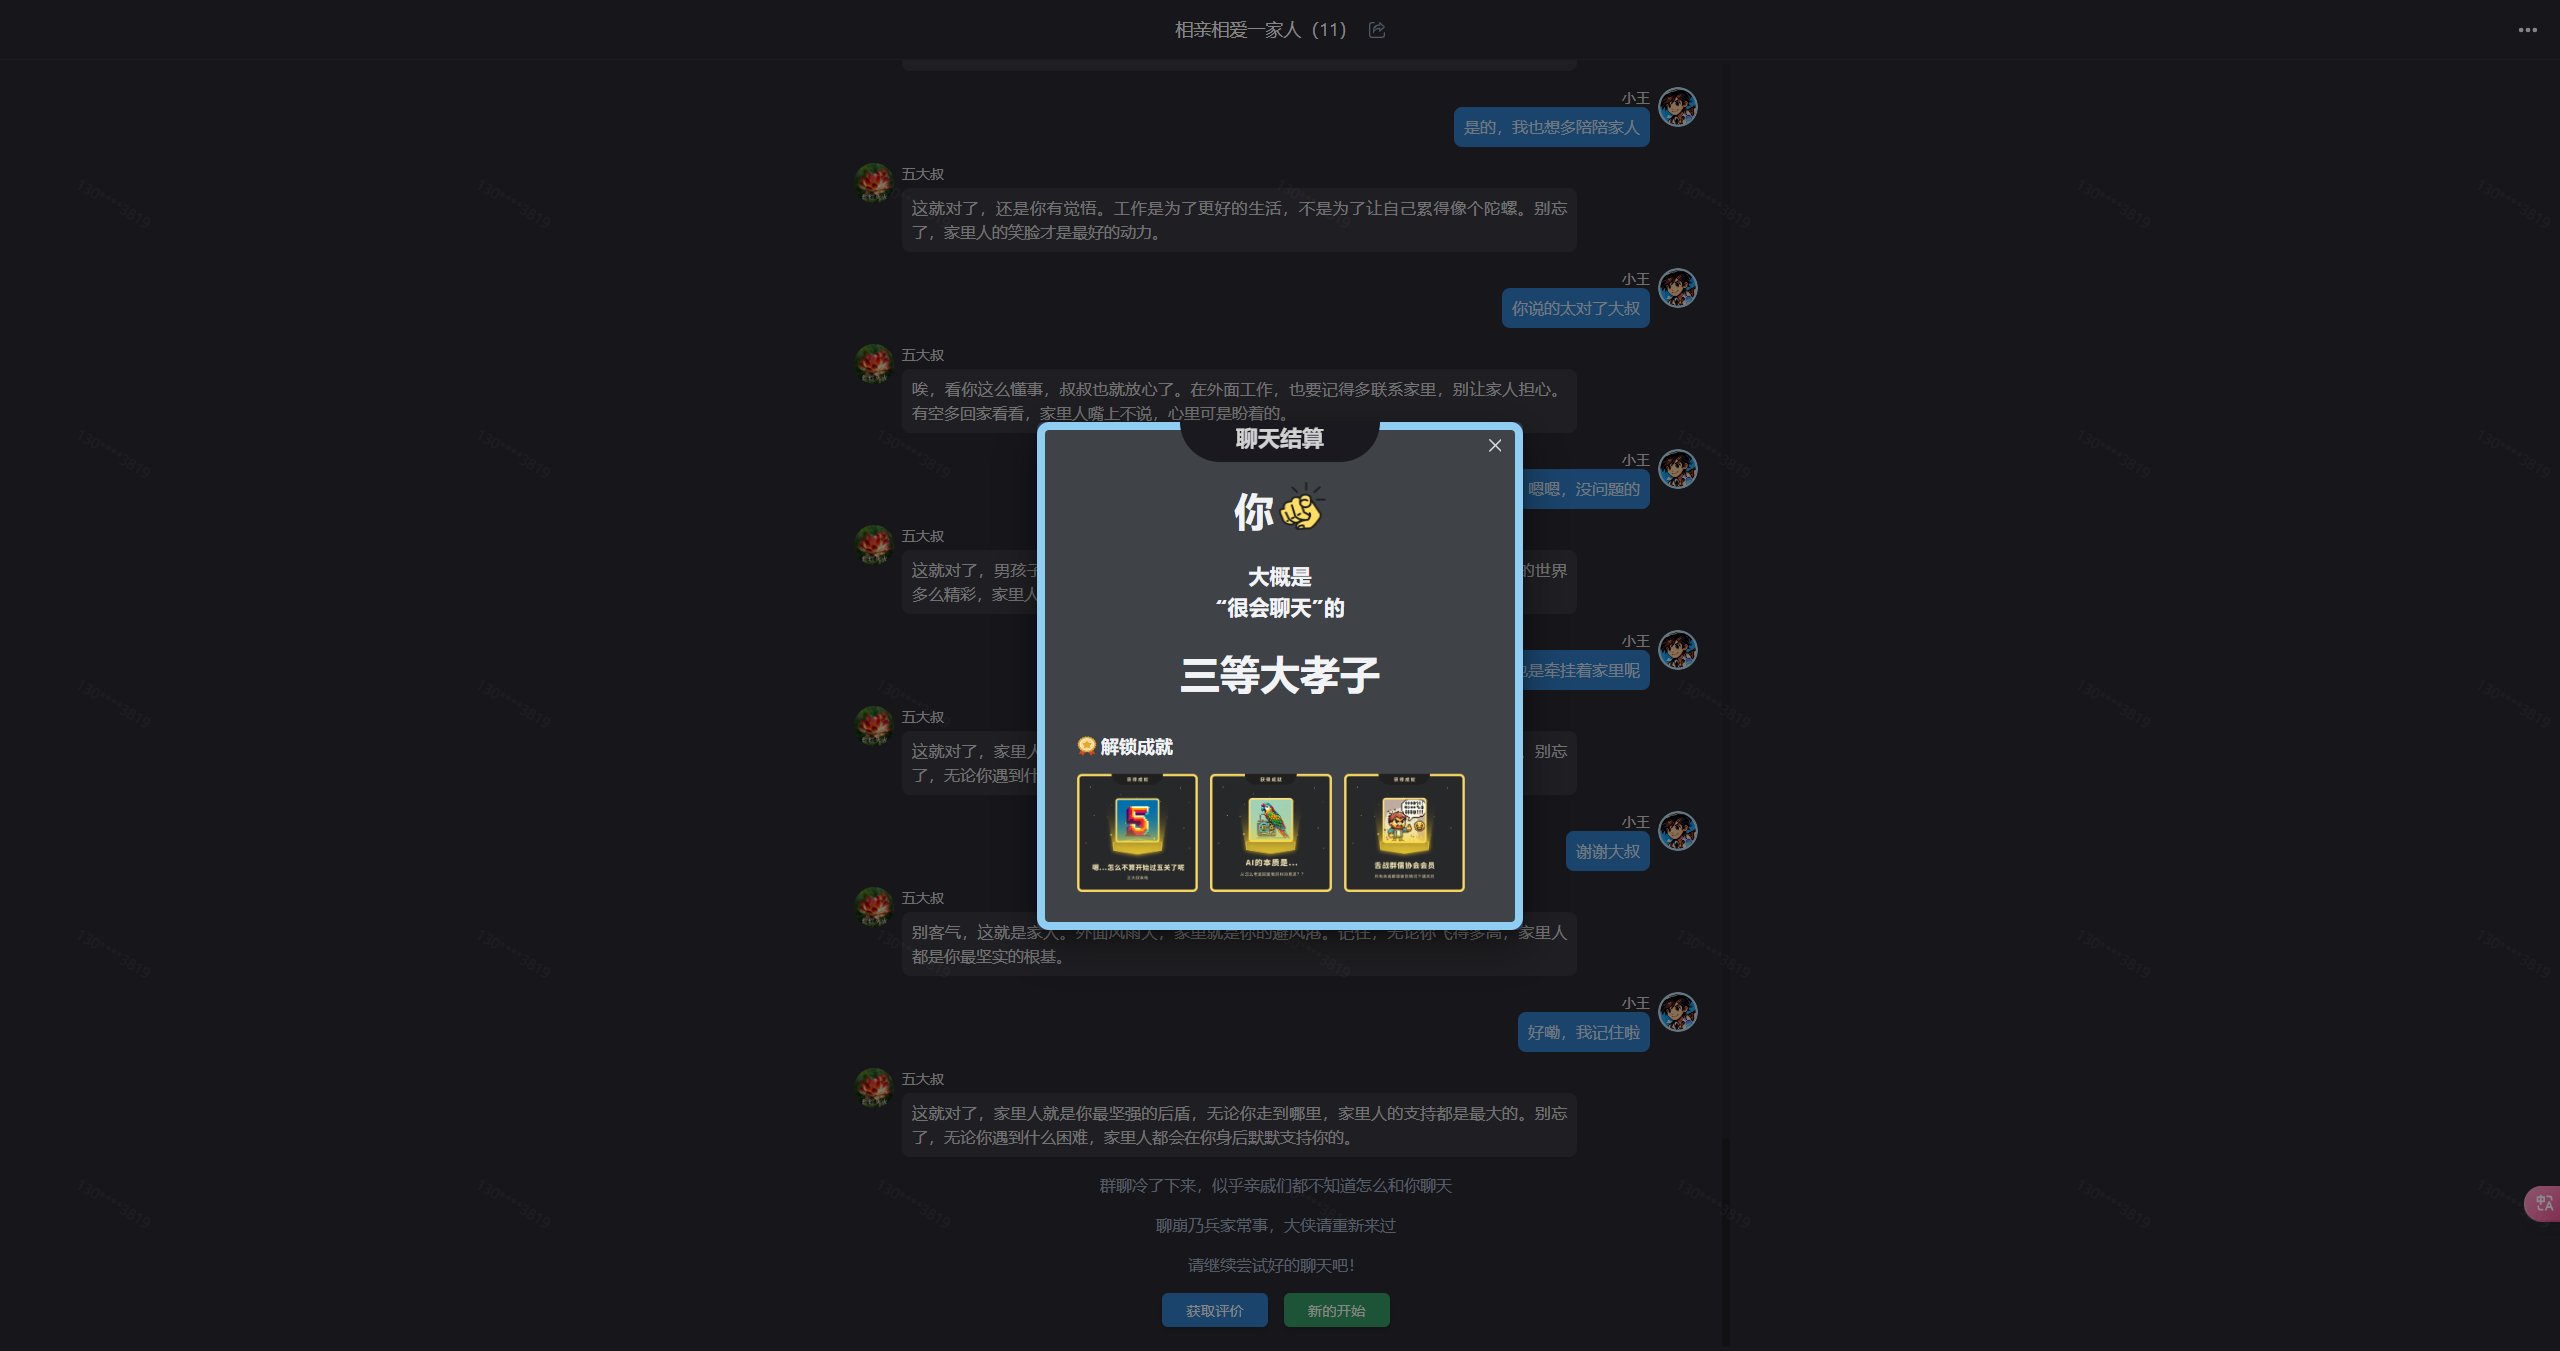 相亲相爱一家人（11）
小王
是的，我也想多陪陪家人
五大叔
这就对了，还是你有觉悟。工作是为了更好的生活，不是为了让自己累得像个陀螺。别忘
了，家里人的笑脸才是最好的动力。
小王
你说的太对了大叔
五大叔
唉，看你这么懂事，叔叔也就放心了。在外面工作，也要记得多联系家里，别让家人担心。
有空多回家看看，家里人嘴上不说，心里可是盼着的。
小王
嗯嗯，没问题的
五大叔
这就对了，男孩子
的世界
多么精彩，家里人
小王
是牵挂着家里呢
五大叔
这就对了，家里人
别忘
了，无论你遇到什
小王
谢谢大叔
五大叔
别客气，这就是家人。外面风雨大，家里就是你的避风港。记住，无论你飞得多高，家里人
都是你最坚实的根基。
小王
好嘞，我记住啦
五大叔
这就对了，家里人就是你最坚强的后盾，无论你走到哪里，家里人的支持都是最大的。别忘
了，无论你遇到什么困难，家里人都会在你身后默默支持你的。
群聊冷了下来，似乎亲戚们都不知道怎么和你聊天
聊崩乃兵家常事，大侠请重新来过
请继续尝试好的聊天吧！
获取评价
新的开始
聊天结算
你
大概是
“很会聊天”的
三等大孝子
解锁成就
获得成就
5
嗯...怎么不算开始过五关了呢
获得成就
AI的本质是...
获得成就
舌战群儒协会会员
130****3819